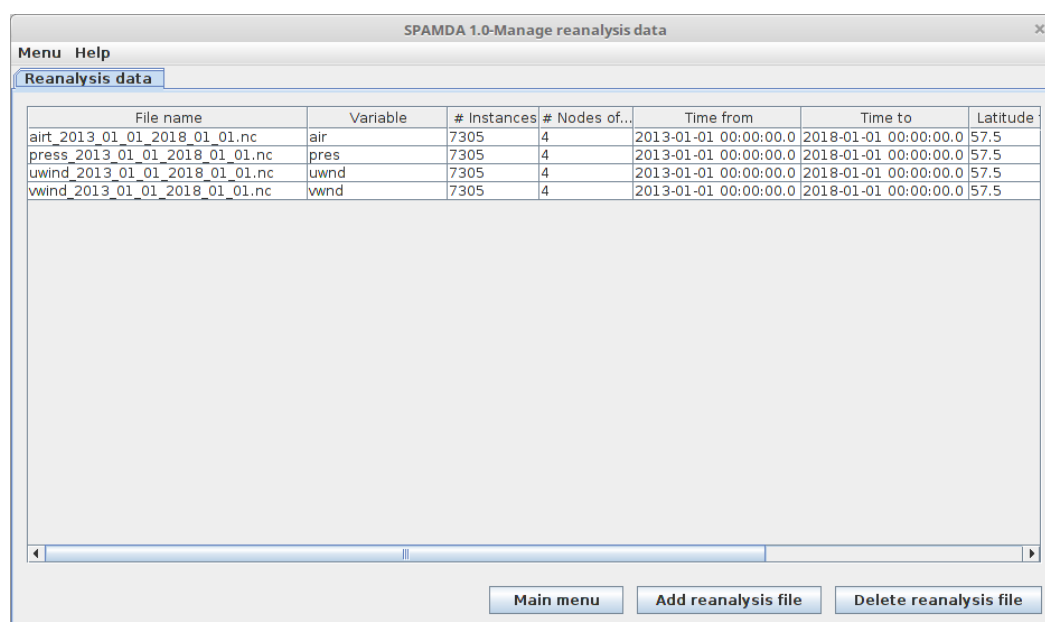 SPAMDA 1.0-Manage reanalysis data
Menu Help
Reanalysis data
File name Variable # Instances # Nodes of... Time from Time to Latitude
airt_2013_01_01_2018_01_01.nc air 7305 4 2013-01-01 00:00:00.0 2018-01-01 00:00:00.0 57.5
press_2013_01_01_2018_01_01.nc pres 7305 4 2013-01-01 00:00:00.0 2018-01-01 00:00:00.0 57.5
uwind_2013_01_01_2018_01_01.nc uwnd 7305 4 2013-01-01 00:00:00.0 2018-01-01 00:00:00.0 57.5
vwind_2013_01_01_2018_01_01.nc vwnd 7305 4 2013-01-01 00:00:00.0 2018-01-01 00:00:00.0 57.5
Main menu Add reanalysis file Delete reanalysis file